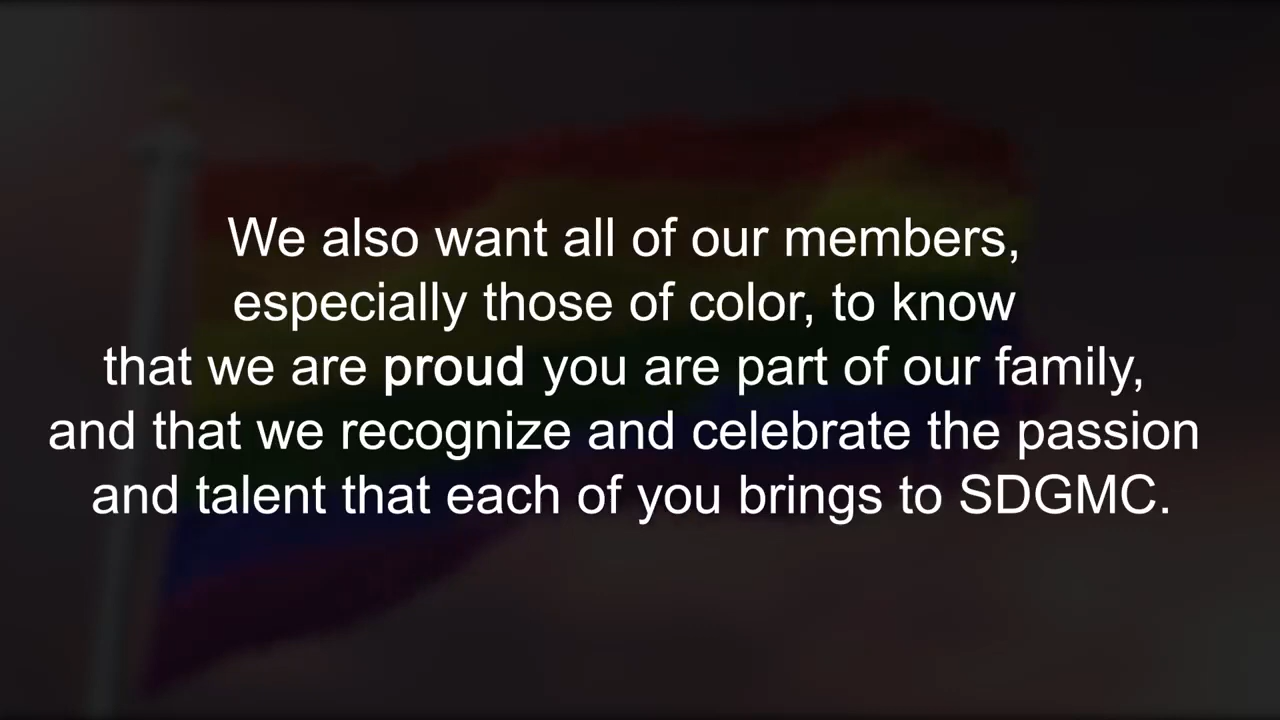 We also want all of our members,
especially those of color, to know
that we are proud you are part of our family,
and that we recognize and celebrate the passion
and talent that each of you brings to SDGMC.